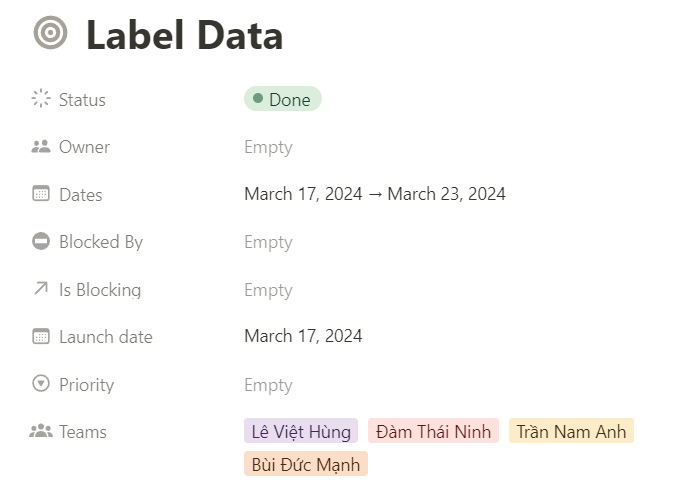 Label Data
Status Done
Owner Empty
Dates March 17, 2024 → March 23, 2024
Blocked By Empty
Is Blocking Empty
Launch date March 17, 2024
Priority Empty
Teams Lê Việt Hùng Đàm Thái Ninh Trần Nam Anh
Bùi Đức Mạnh